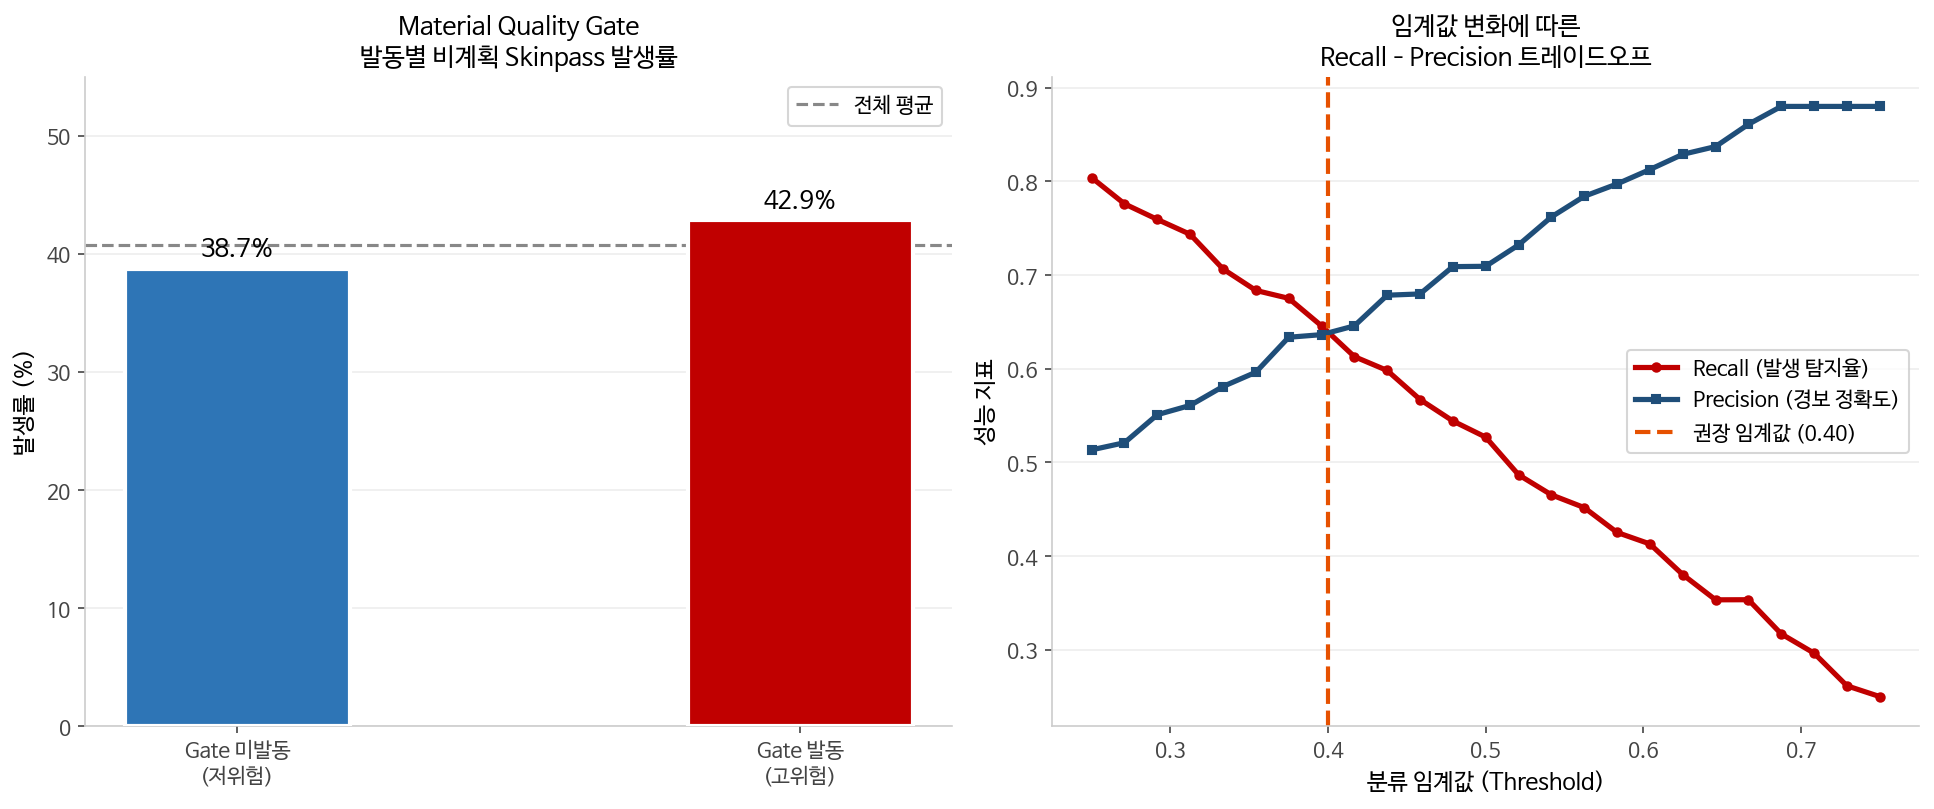 Material Quality Gate
발동별 비계획 Skinpass 발생률
전체 평균
50
40
30
20
10
0
발생률 (%)
38.7%
42.9%
Gate 미발동
(저위험)
Gate 발동
(고위험)
임계값 변화에 따른
Recall - Precision 트레이드오프
0.9
0.8
0.7
0.6
0.5
0.4
0.3
성능 지표
Recall (발생 탐지율)
Precision (경보 정확도)
권장 임계값 (0.40)
0.3
0.4
0.5
0.6
0.7
분류 임계값 (Threshold)